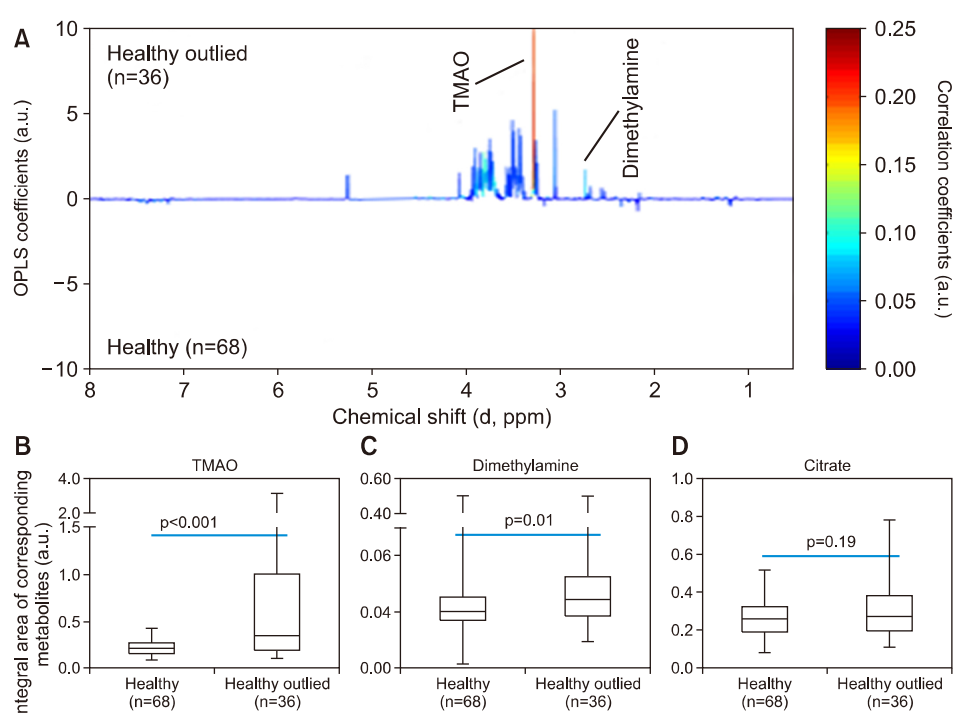 A
Healthy outlied
(n=36)
TMAO
Dimethylamine
Healthy (n=68)
OPLS coefficients (a.u.)
10
5
0
−5
−10
8
7
6
5
4
3
2
1
Chemical shift (d, ppm)
0.25
0.20
0.15
0.10
0.05
0.00
Correlation coefficients (a.u.)
B
TMAO
Integral area of corresponding
metabolites (a.u.)
4.0
2.0
1.5
1.0
0.5
0.0
p<0.001
Healthy
(n=68)
Healthy outlied
(n=36)
C
Dimethylamine
0.60
0.40
0.06
0.04
0.00
p=0.01
Healthy
(n=68)
Healthy outlied
(n=36)
D
Citrate
1.0
0.8
0.6
0.4
0.2
0.0
p=0.19
Healthy
(n=68)
Healthy outlied
(n=36)